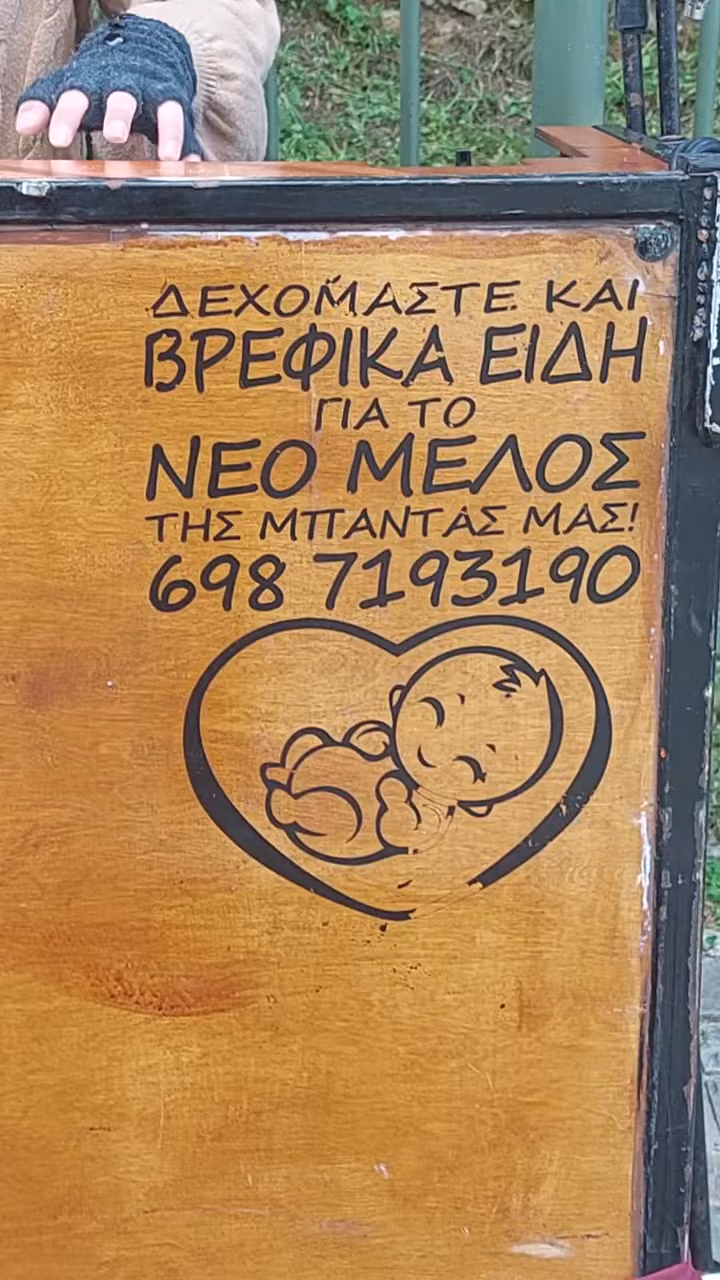 ΔΕΧΟΜΑΣΤΕ ΚΑΙ
ΒΡΕΦΙΚΑ ΕΙΔΗ
ΓΙΑ ΤΟ
ΝΕΟ ΜΕΛΟΣ
ΤΗΣ ΜΠΑΝΤΑΣ ΜΑΣ!
698 7193190